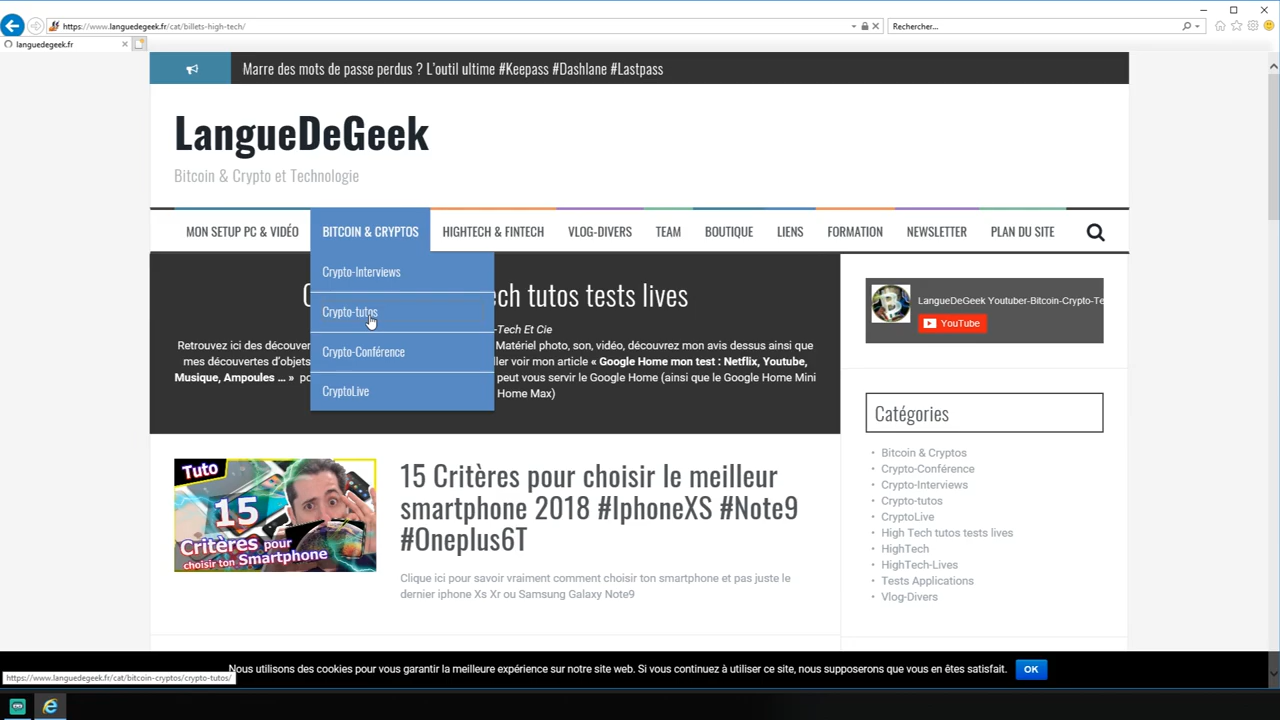 https://www.languedegeek.fr/cat/billets-high-tech/
Rechercher...
languedegeek.fr
Marre des mots de passe perdus ? L'outil ultime #Keepass #Dashlane #Lastpass
LangueDeGeek
Bitcoin & Crypto et Technologie
MON SETUP PC & VIDÉO
BITCOIN & CRYPTOS
HIGHTECH & FINTECH
VLOG-DIVERS
TEAM
BOUTIQUE
LIENS
FORMATION
NEWSLETTER
PLAN DU SITE
Crypto-Interviews
Crypto-tutos
Crypto-Conférence
CryptoLive
ch tutos tests lives
-Tech Et Cie
Retrouvez ici des découver Matériel photo, son, vidéo, découvrez mon avis dessus ainsi que
mes découvertes d'objets ller voir mon article « Google Home mon test : Netflix, Youtube,
Musique, Ampoules ... » po peut vous servir le Google Home (ainsi que le Google Home Mini
Home Max)
LangueDeGeek Youtuber-Bitcoin-Crypto-Te
YouTube
Catégories
Bitcoin & Cryptos
Crypto-Conférence
Crypto-Interviews
Crypto-tutos
CryptoLive
High Tech tutos tests lives
HighTech
HighTech-Lives
Tests Applications
Vlog-Divers
Tuto
15
Critères pour
choisir ton Smartphone
15 Critères pour choisir le meilleur
smartphone 2018 #IphoneXS #Note9
#Oneplus6T
Clique ici pour savoir vraiment comment choisir ton smartphone et pas juste le
dernier iphone Xs Xr ou Samsung Galaxy Note9
Nous utilisons des cookies pour vous garantir la meilleure expérience sur notre site web. Si vous continuez à utiliser ce site, nous supposerons que vous en êtes satisfait.
OK
https://www.languedegeek.fr/cat/bitcoin-cryptos/crypto-tutos/